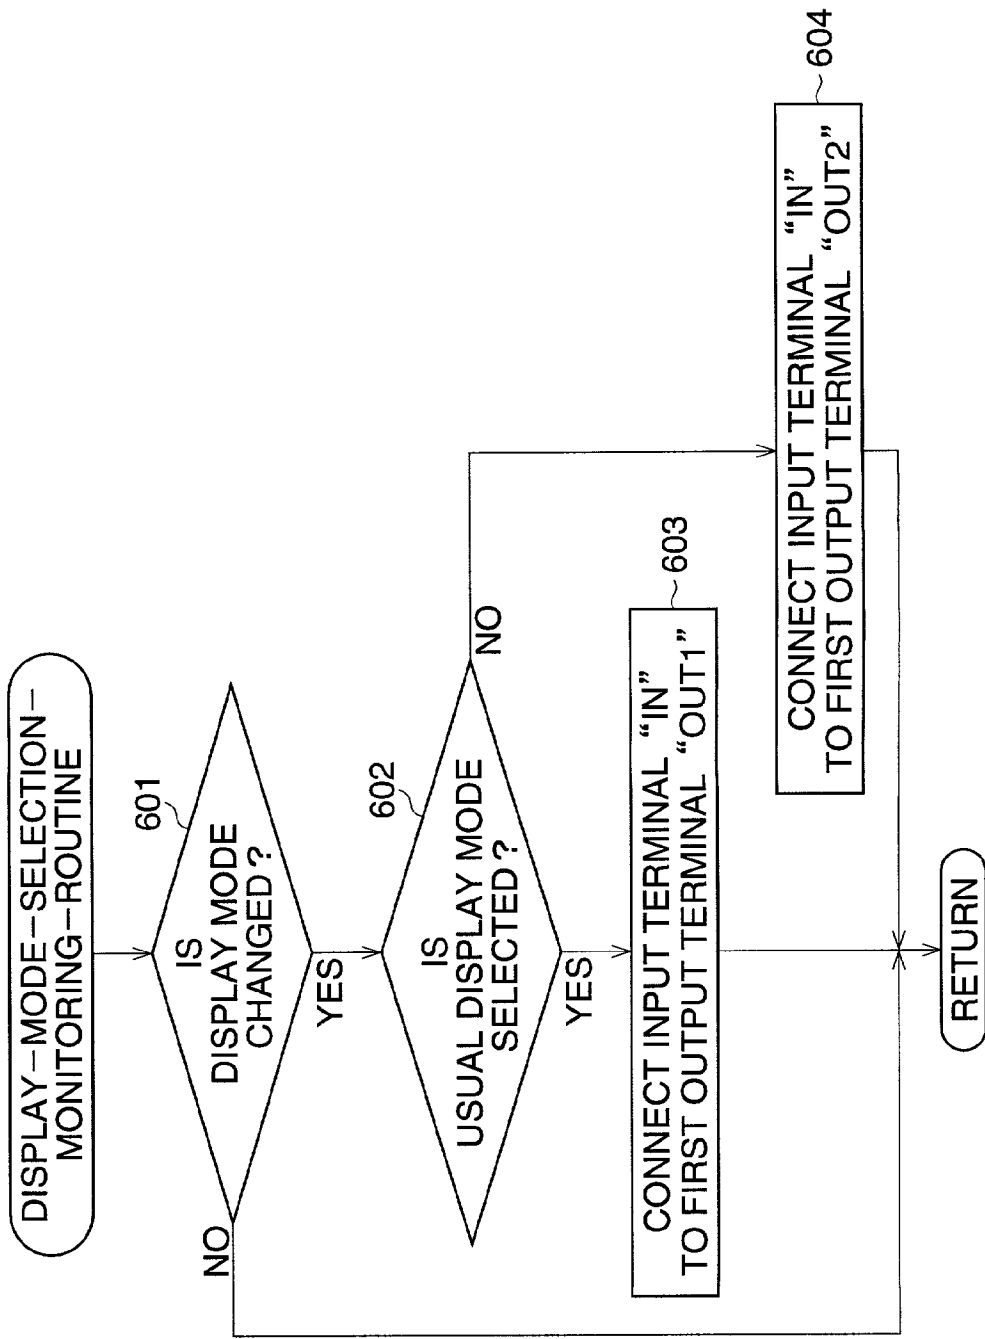 DISPLAY-MODE-SELECTION-
MONITORING-ROUTINE
601
IS
DISPLAY MODE
CHANGED?
NO
YES
602
IS
USUAL DISPLAY MODE
SELECTED?
NO
YES
603
CONNECT INPUT TERMINAL “IN”
TO FIRST OUTPUT TERMINAL “OUT1”
604
CONNECT INPUT TERMINAL “IN”
TO FIRST OUTPUT TERMINAL “OUT2”
RETURN